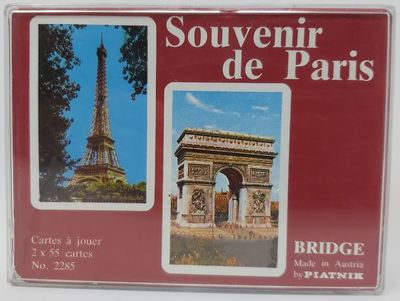 Souvenir
de Paris
Cartes à jouer
2 x 55 cartes
No. 2285
BRIDGE
Made in Austria
by PIATNIK